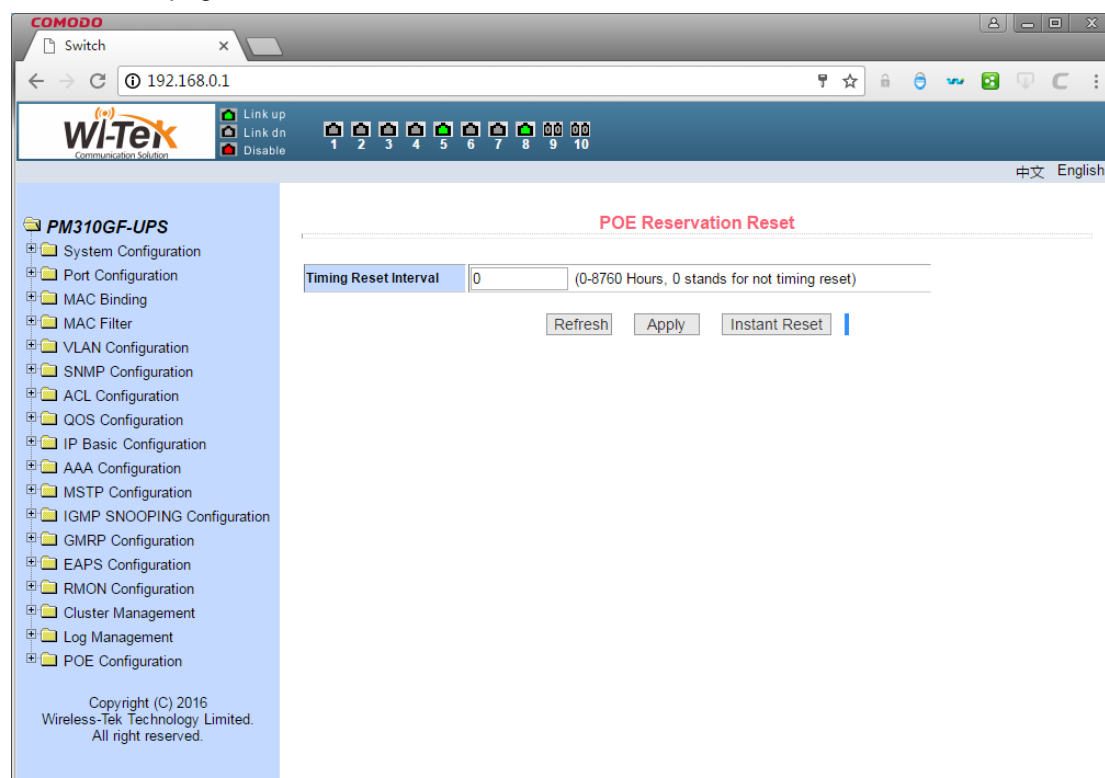 COMODO
Switch
192.168.0.1
WI-TEK
Communication Solution
Link up
Link dn
Disable
1 2 3 4 5 6 7 8 9 10
中文 English
PM310GF-UPS
System Configuration
Port Configuration
MAC Binding
MAC Filter
VLAN Configuration
SNMP Configuration
ACL Configuration
QOS Configuration
IP Basic Configuration
AAA Configuration
MSTP Configuration
IGMP SNOOPING Configuration
GMRP Configuration
EAPS Configuration
RMON Configuration
Cluster Management
Log Management
POE Configuration
Copyright (C) 2016
Wireless-Tek Technology Limited.
All right reserved.
POE Reservation Reset
Timing Reset Interval 0 (0-8760 Hours, 0 stands for not timing reset)
Refresh Apply Instant Reset